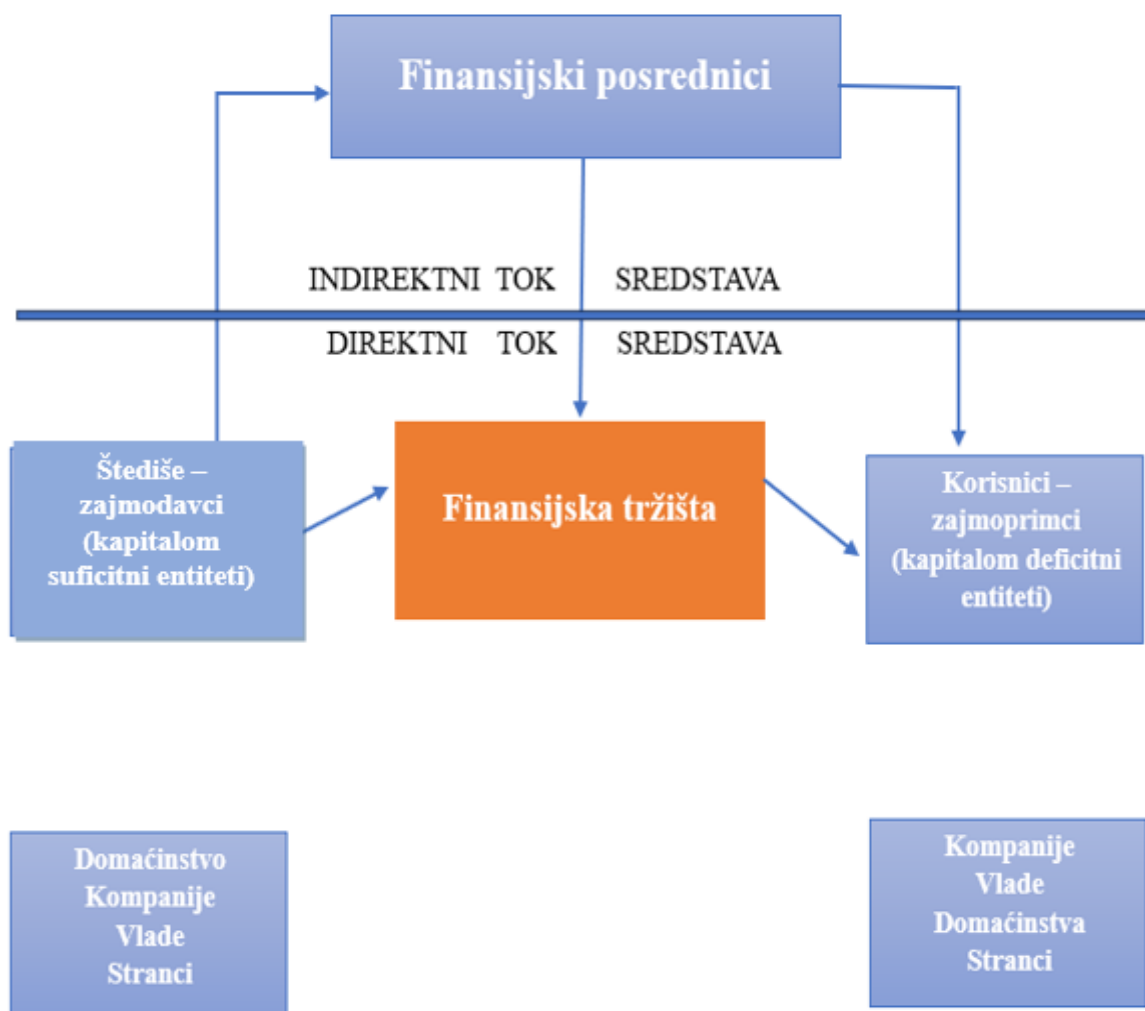 Finansijski posrednici
INDIREKTNI TOK SREDSTAVA
DIREKTNI TOK SREDSTAVA
Štediše –
zajmodavci
(kapitalom
suficitni entiteti)
Finansijska tržišta
Korisnici –
zajmoprimci
(kapitalom deficitni
entiteti)
Domaćinstvo
Kompanije
Vlade
Stranci
Kompanije
Vlade
Domaćinstva
Stranci